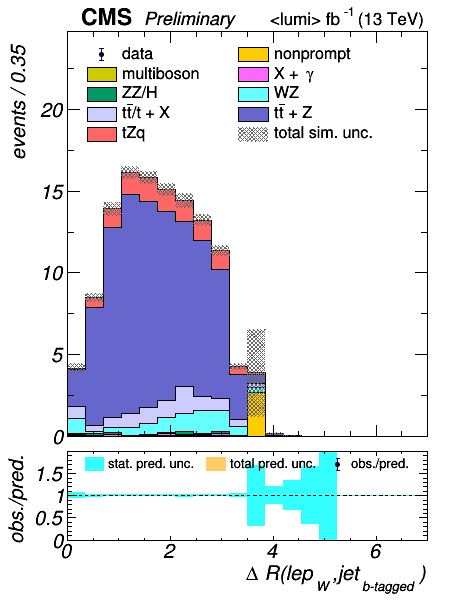 CMS Preliminary <lumi> fb⁻¹ (13 TeV)
events / 0.35
data
nonprompt
multiboson
X + γ
ZZ/H
WZ
tt̄/t + X
tt̄ + Z
tZq
total sim. unc.
20
15
10
5
0
obs./pred.
stat. pred. unc.
total pred. unc.
obs./pred.
1.5
1
0.5
0
0 2 4 6
Δ R(lep_W, jet_b-tagged)